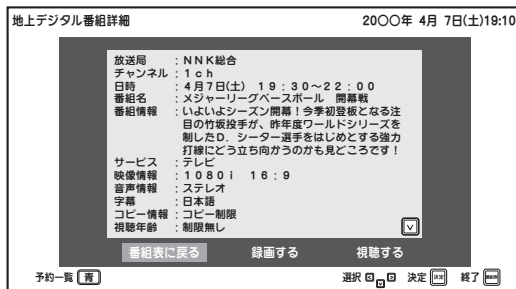 地上デジタル番組詳細 20〇〇年 4月 7日(土)19:10
放送局 :NNK総合
チャンネル:1ch
日時 :4月7日(土) 19:30～22:00
番組名 :メジャーリーグベースボール 開幕戦
番組情報 :いよいよシーズン開幕!今季初登板となる注
目の竹坂投手が、昨年度ワールドシリーズを
制したD. シーター選手をはじめとする強力
打線にどう立ち向かうのかも見どころです!
サービス :テレビ
映像情報 :1080i 16:9
音声情報 :ステレオ
字幕 :日本語
コピー情報:コピー制限
視聴年齢 :制限無し
番組表に戻る 録画する 視聴する
予約一覧 青 選択 決定 決定 終了